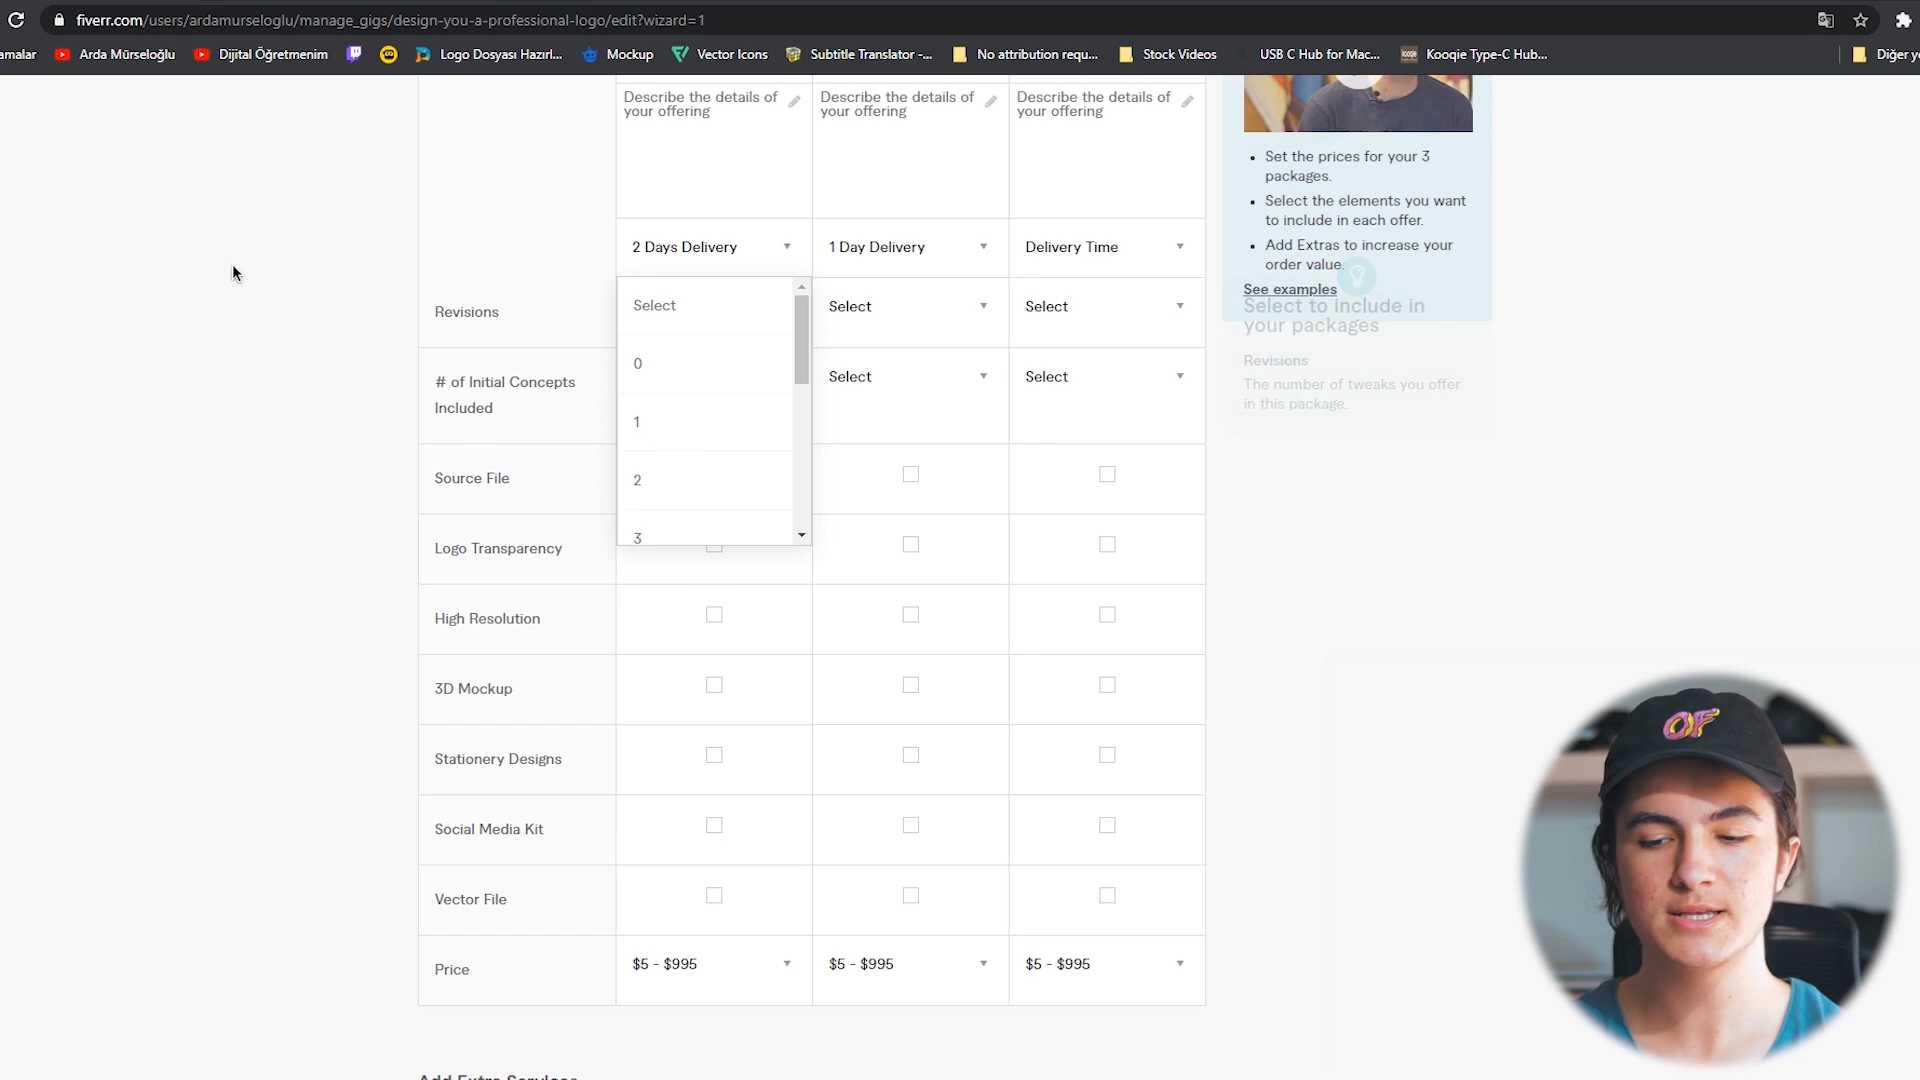 fiverr.com/users/ardamurseloglu/manage_gigs/design-you-a-professional-logo/edit?wizard=1
amalar Arda Mürseloğlu Dijital Öğretmenim Logo Dosyası Hazırl... Mockup Vector Icons Subtitle Translator -... No attribution requ... Stock Videos USB C Hub for Mac... Kooqie Type-C Hub... Diğer y
Describe the details of
your offering
Describe the details of
your offering
Describe the details of
your offering
2 Days Delivery 1 Day Delivery Delivery Time
Revisions Select Select Select
# of Initial Concepts
Included
Select Select
0
1
2
3
Source File
Logo Transparency
High Resolution
3D Mockup
Stationery Designs
Social Media Kit
Vector File
Price $5 - $995 $5 - $995 $5 - $995
Add Extra Services
• Set the prices for your 3
packages.
• Select the elements you want
to include in each offer.
• Add Extras to increase your
order value.
See examples
Select to include in
your packages
Revisions
The number of tweaks you offer
in this package.
OF